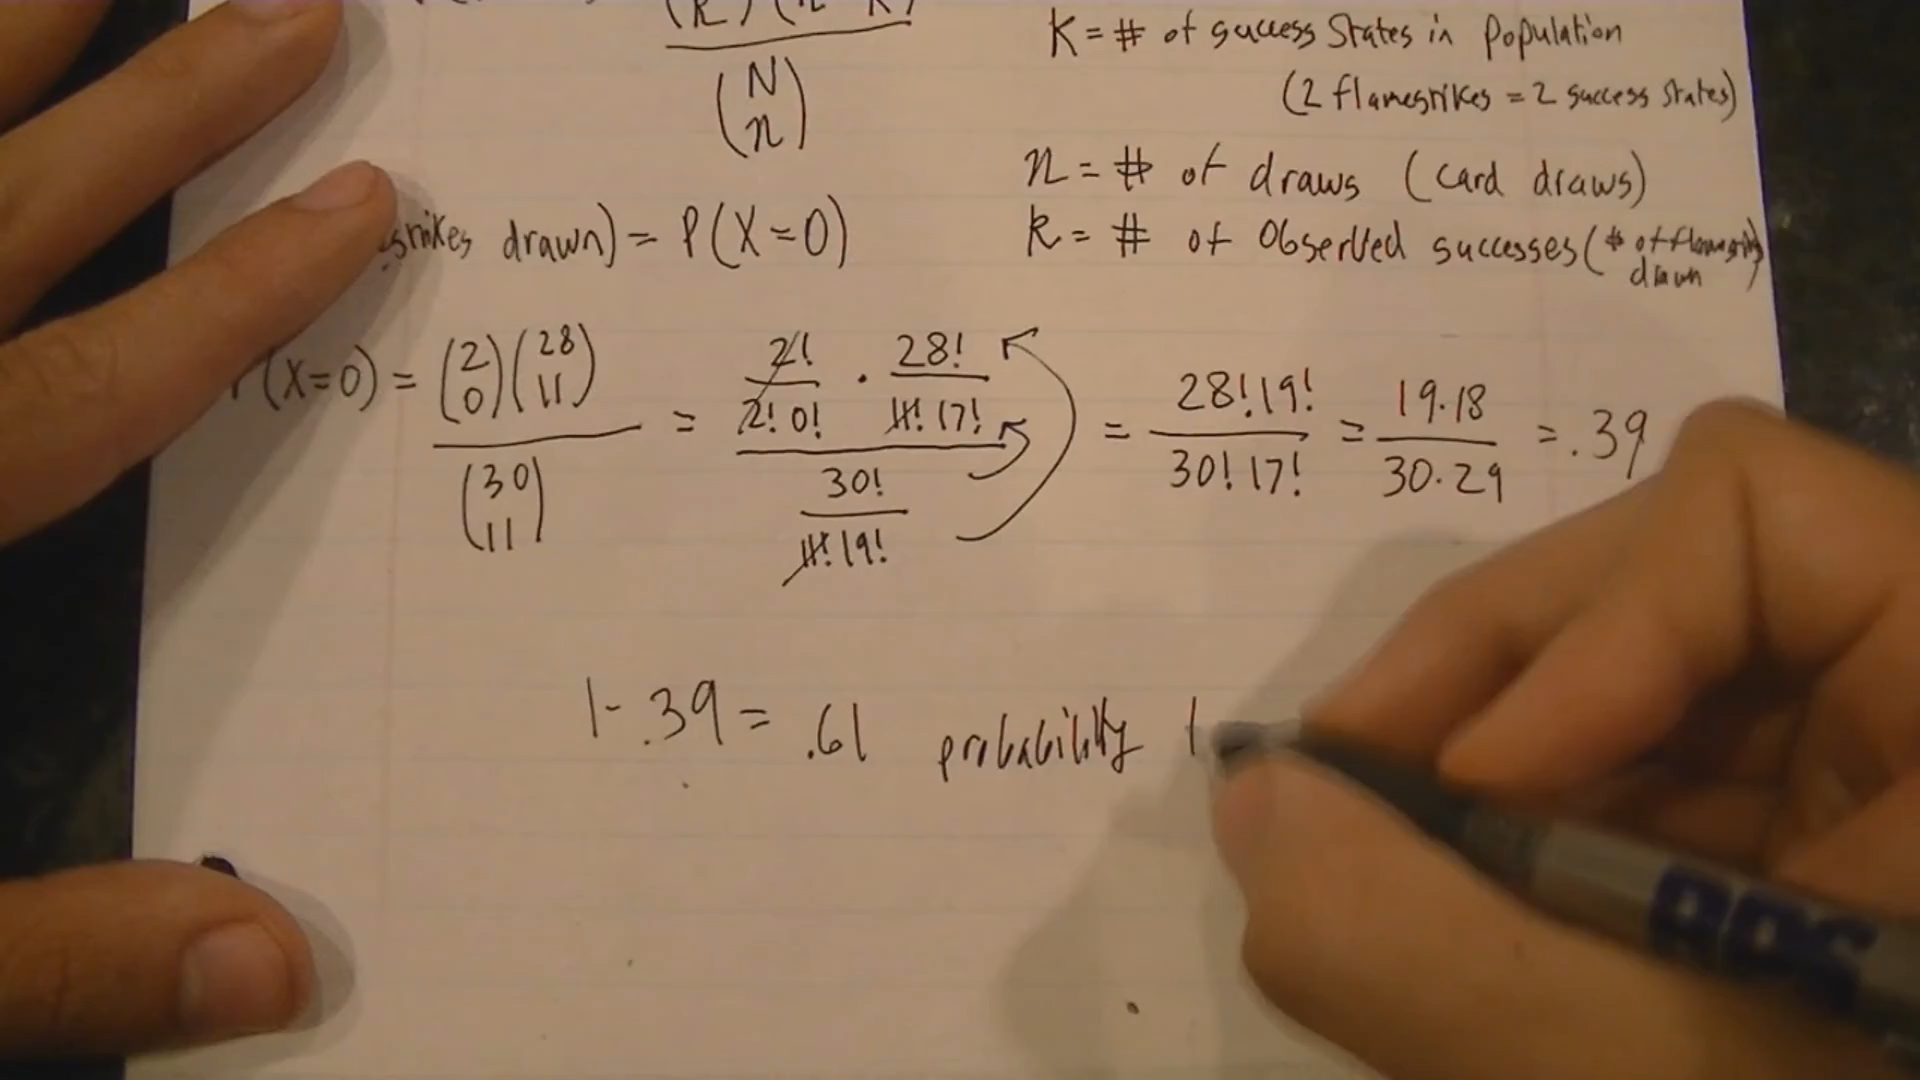 K = # of success States in Population
(N n)
(2 flamestrikes = 2 success states)
n = # of draws (card draws)
drawn) = P(X=0)
k = # of Observed successes (# of
drawn
(X=0) = (2 0)(28 11) / (30 11) = 2!/(2! 0!) · 28!/(11! 17!) / 30!/(11! 19!) = 28! 19!/(30! 17!) = 19·18/(30·29) = .39
1 - .39 = .61 probability